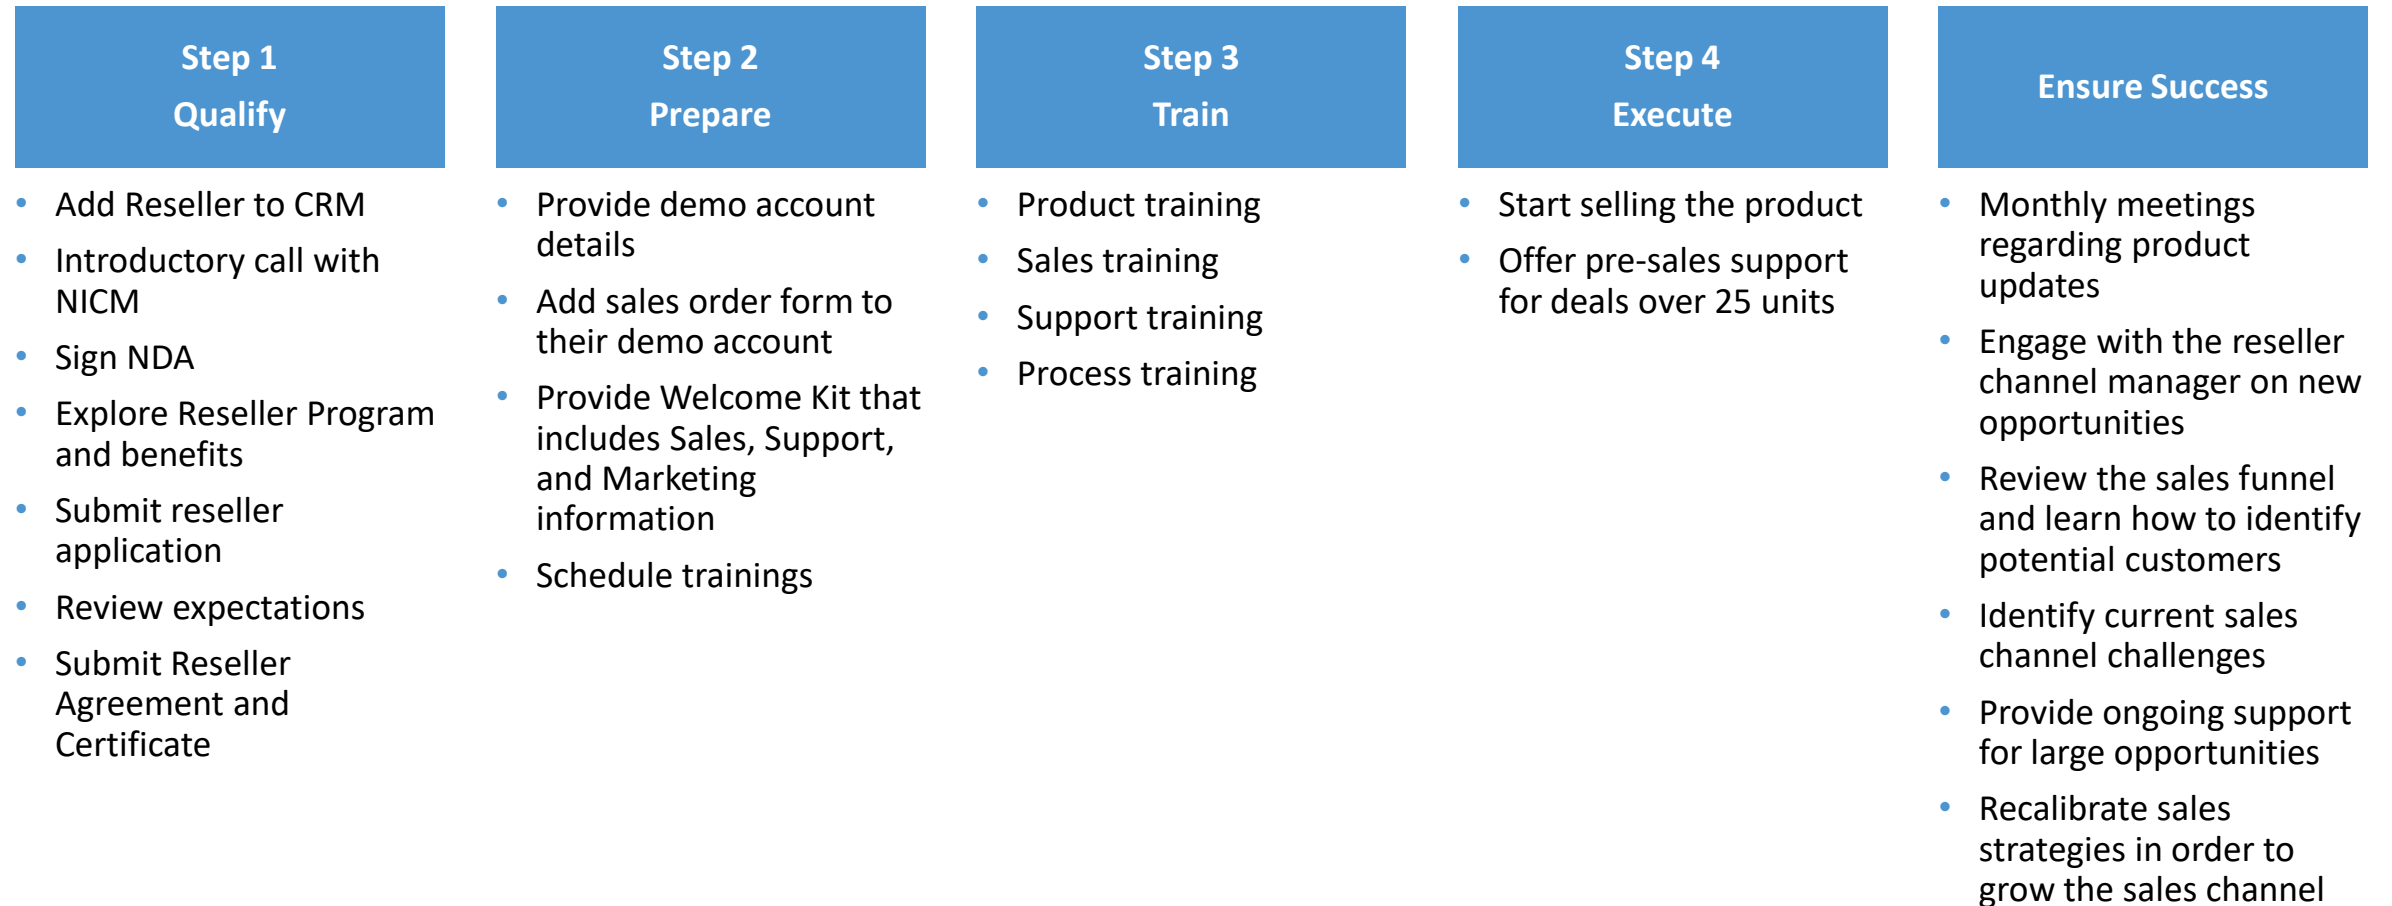 Step 1
Qualify
• Add Reseller to CRM
• Introductory call with
NICM
• Sign NDA
• Explore Reseller Program
and benefits
• Submit reseller
application
• Review expectations
• Submit Reseller
Agreement and
Certificate
Step 2
Prepare
• Provide demo account
details
• Add sales order form to
their demo account
• Provide Welcome Kit that
includes Sales, Support,
and Marketing
information
• Schedule trainings
Step 3
Train
• Product training
• Sales training
• Support training
• Process training
Step 4
Execute
• Start selling the product
• Offer pre-sales support
for deals over 25 units
Ensure Success
• Monthly meetings
regarding product
updates
• Engage with the reseller
channel manager on new
opportunities
• Review the sales funnel
and learn how to identify
potential customers
• Identify current sales
channel challenges
• Provide ongoing support
for large opportunities
• Recalibrate sales
strategies in order to
grow the sales channel